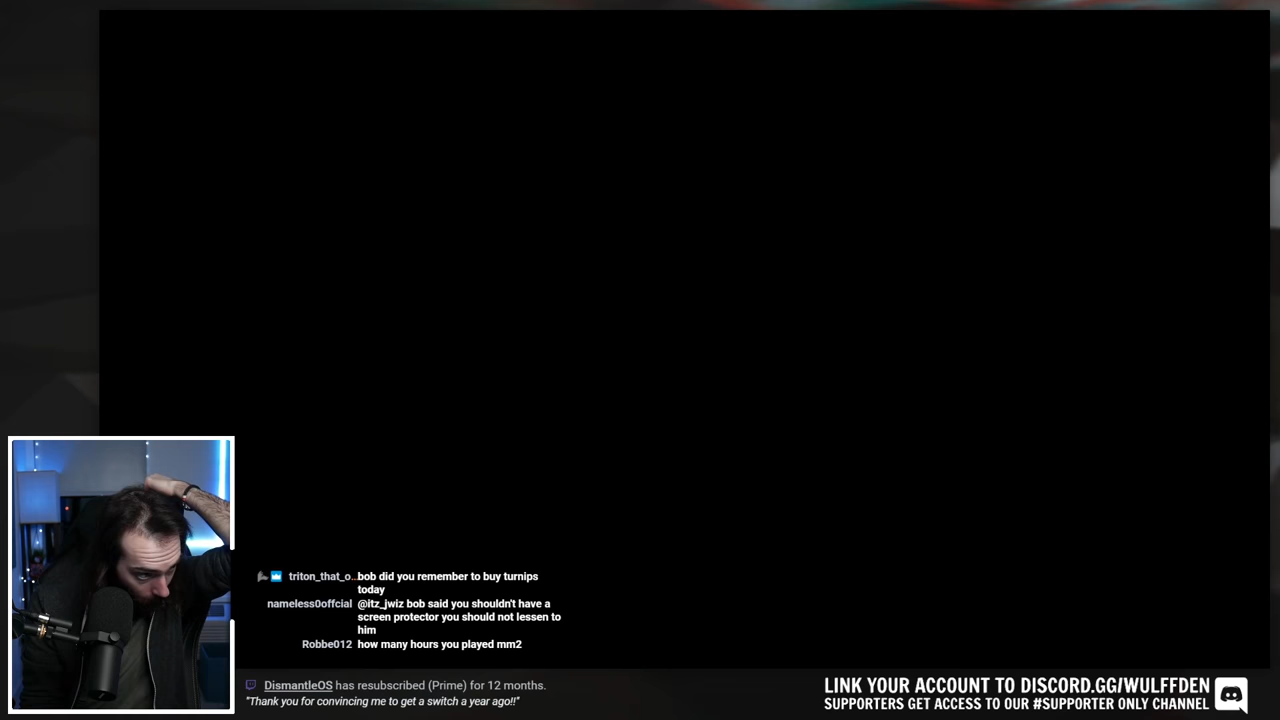 triton_that_o...bob did you remember to buy turnips
today
nameless0offcial @itz_jwiz bob said you shouldn't have a
screen protector you should not lessen to
him
Robbe012 how many hours you played mm2
DismantleOS has resubscribed (Prime) for 12 months.
"Thank you for convincing me to get a switch a year ago!!"
LINK YOUR ACCOUNT TO DISCORD.GG/WULFFDEN
SUPPORTERS GET ACCESS TO OUR #SUPPORTER ONLY CHANNEL